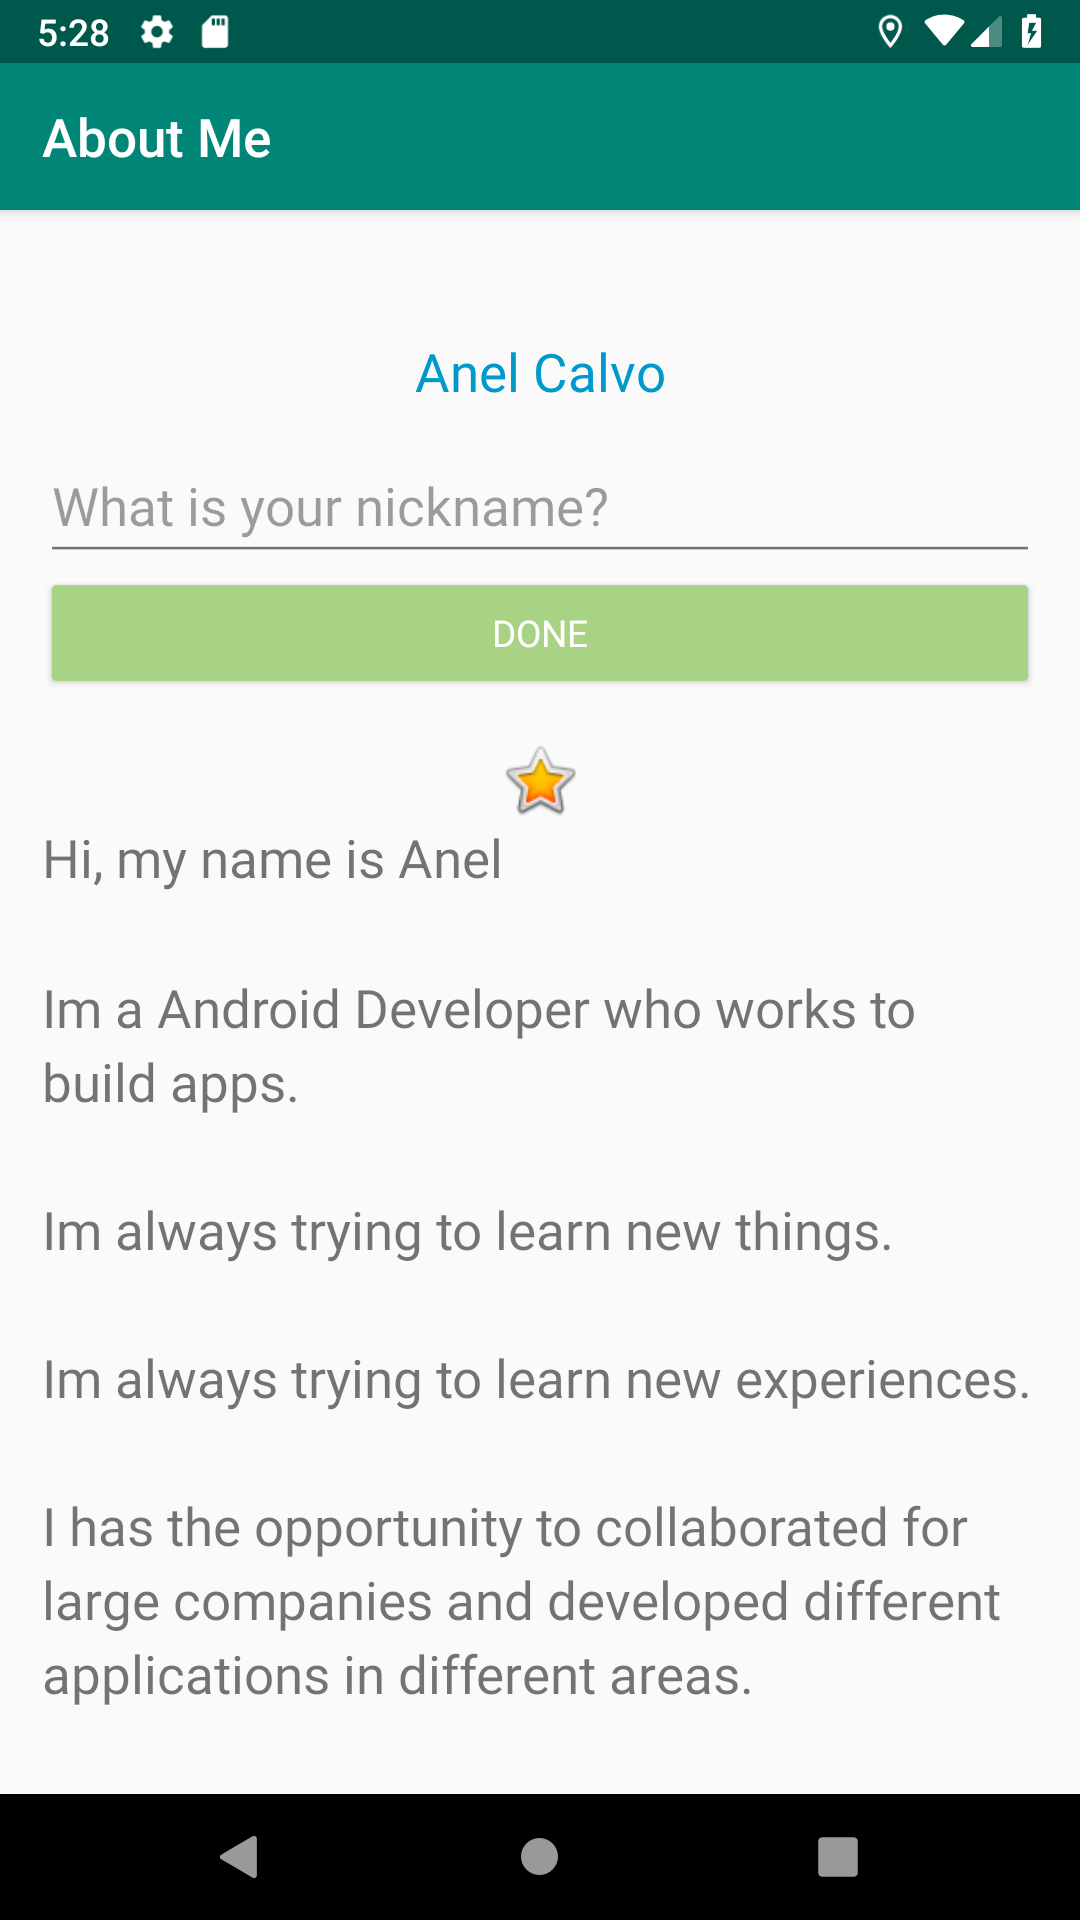 5:28
About Me
Anel Calvo
What is your nickname?
DONE
Hi, my name is Anel
Im a Android Developer who works to
build apps.
Im always trying to learn new things.
Im always trying to learn new experiences.
I has the opportunity to collaborated for
large companies and developed different
applications in different areas.